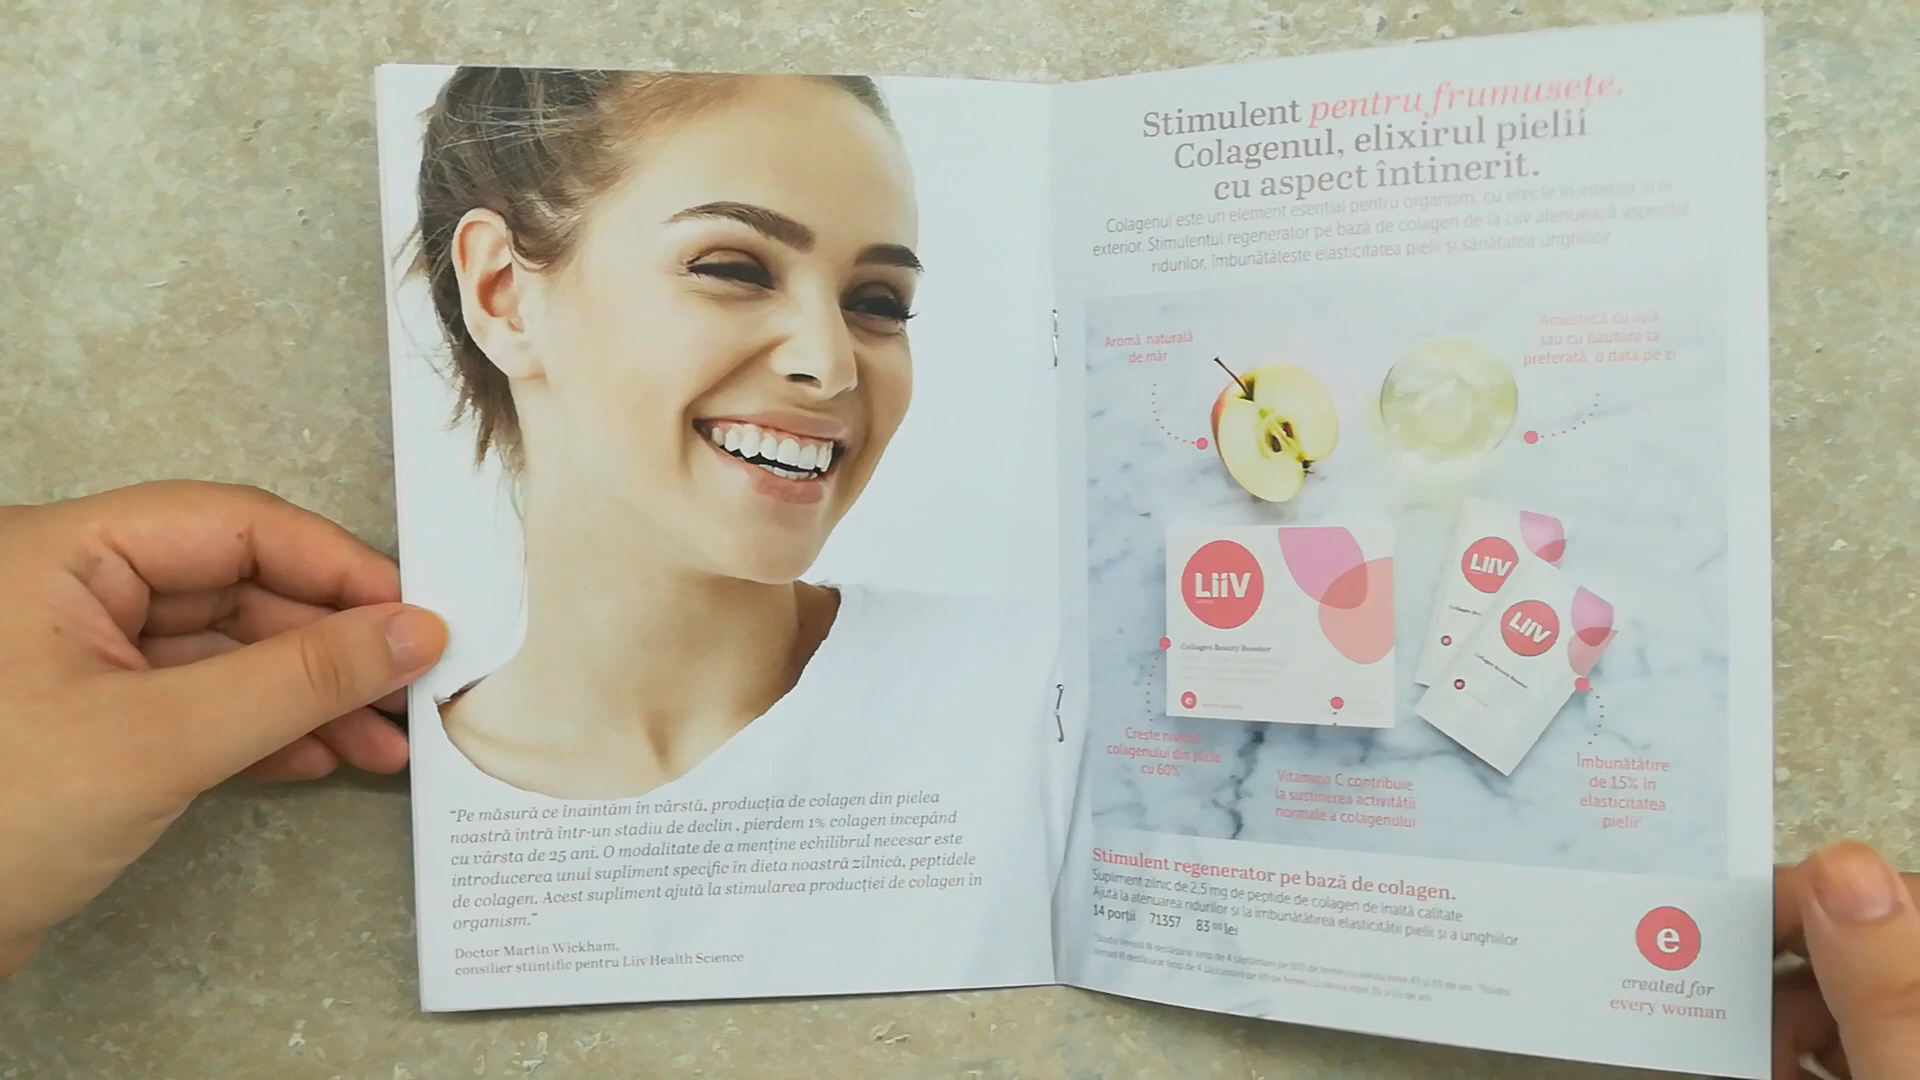 “Pe măsură ce înaintăm în vârstă, producția de colagen din pielea
noastră intră într-un stadiu de declin , pierdem 1% colagen incepând
cu vârsta de 25 ani. O modalitate de a menține echilibrul necesar este
introducerea unui supliment specific în dieta noastră zilnică, peptidele
de colagen. Acest supliment ajută la stimularea producției de colagen în
organism.”
Doctor Martin Wickham,
consilier stiintific pentru Liiv Health Science
Stimulent pentru frumusețe.
Colagenul, elixirul pielii
cu aspect întinerit.
Colagenul este un element esențial pentru organism, cu efecte în interior și la
exterior. Stimulentul regenerator pe bază de colagen de la Liiv atenuează aspectul
ridurilor, îmbunătățește elasticitatea pielii și sănătatea unghiilor
Aromă naturală
de măr
Amestecă cu apă
sau cu băutura ta
preferată, o dată pe zi
LiiV
Collagen Beauty Booster
e
LiiV
LiiV
Collagen Beauty Booster
e
Crește nivelul
colagenului din piele
cu 60%
Vitamina C contribuie
la susținerea activității
normale a colagenului
Îmbunătățire
de 15% în
elasticitatea
pielii
Stimulent regenerator pe bază de colagen.
Supliment zilnic de 2,5 mg de peptide de colagen de înaltă calitate
Ajută la atenuarea ridurilor și la îmbunătățirea elasticității pielii și a unghiilor
14 porții 71357 83 00 lei
e
created for
every woman